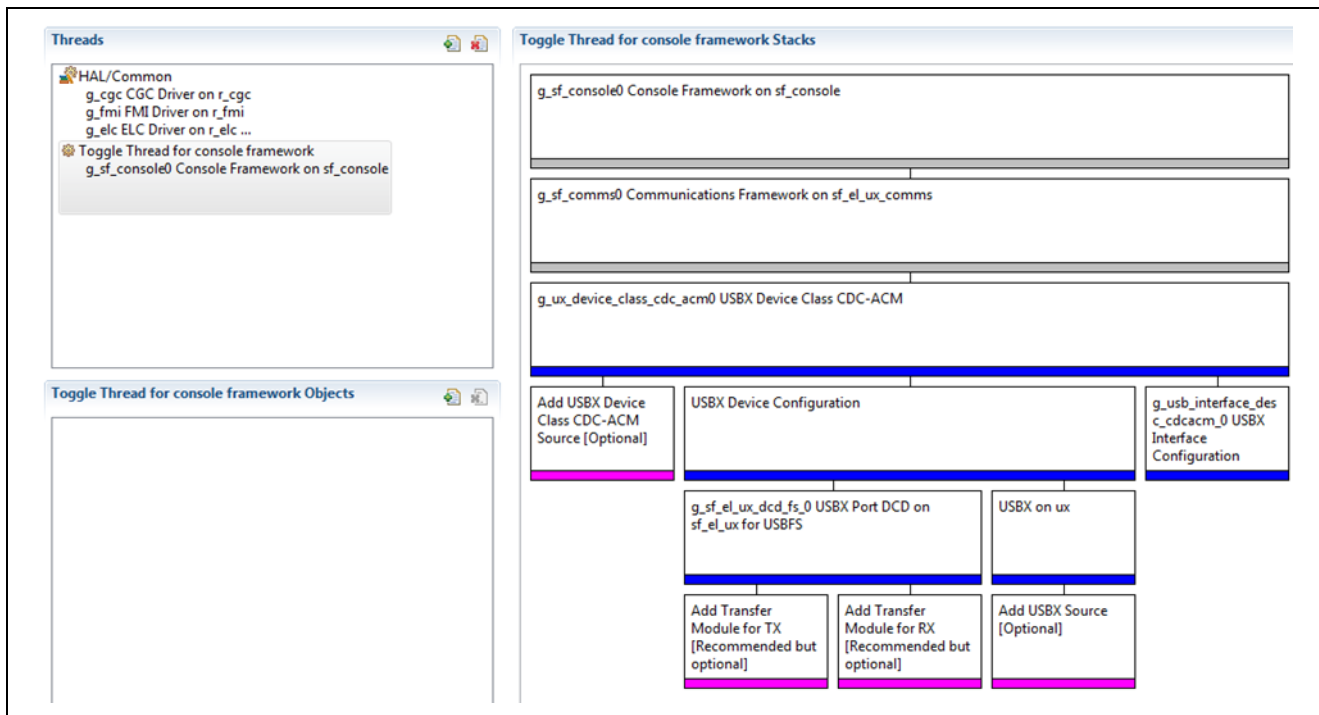 Threads
HAL/Common
g_cgc CGC Driver on r_cgc
g_fmi FMI Driver on r_fmi
g_elc ELC Driver on r_elc ...
Toggle Thread for console framework
g_sf_console0 Console Framework on sf_console
Toggle Thread for console framework Objects
Toggle Thread for console framework Stacks
g_sf_console0 Console Framework on sf_console
g_sf_comms0 Communications Framework on sf_el_ux_comms
g_ux_device_class_cdc_acm0 USBX Device Class CDC-ACM
Add USBX Device
Class CDC-ACM
Source [Optional]
USBX Device Configuration
g_usb_interface_des
c_cdcacm_0 USBX
Interface
Configuration
g_sf_el_ux_dcd_fs_0 USBX Port DCD on
sf_el_ux for USBFS
USBX on ux
Add Transfer
Module for TX
[Recommended but
optional]
Add Transfer
Module for RX
[Recommended but
optional]
Add USBX Source
[Optional]